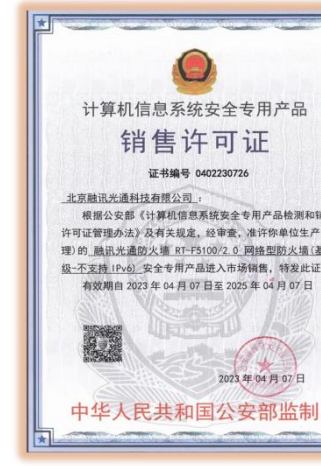 计算机信息系统安全专用产品
销售许可证
证书编号 0402230726
北京融讯光通科技有限公司：
根据公安部《计算机信息系统安全专用产品检测和销
许可证管理办法》及有关规定，经审查，准许你单位生产
理)的 融讯光通防火墙 RT-F5100/2.0 网络型防火墙(基
级-不支持 IPv6) 安全专用产品进入市场销售，特发此证
有效期自 2023 年 04 月 07 日至 2025 年 04 月 07 日
2023 年 04 月 07 日
中华人民共和国公安部监制